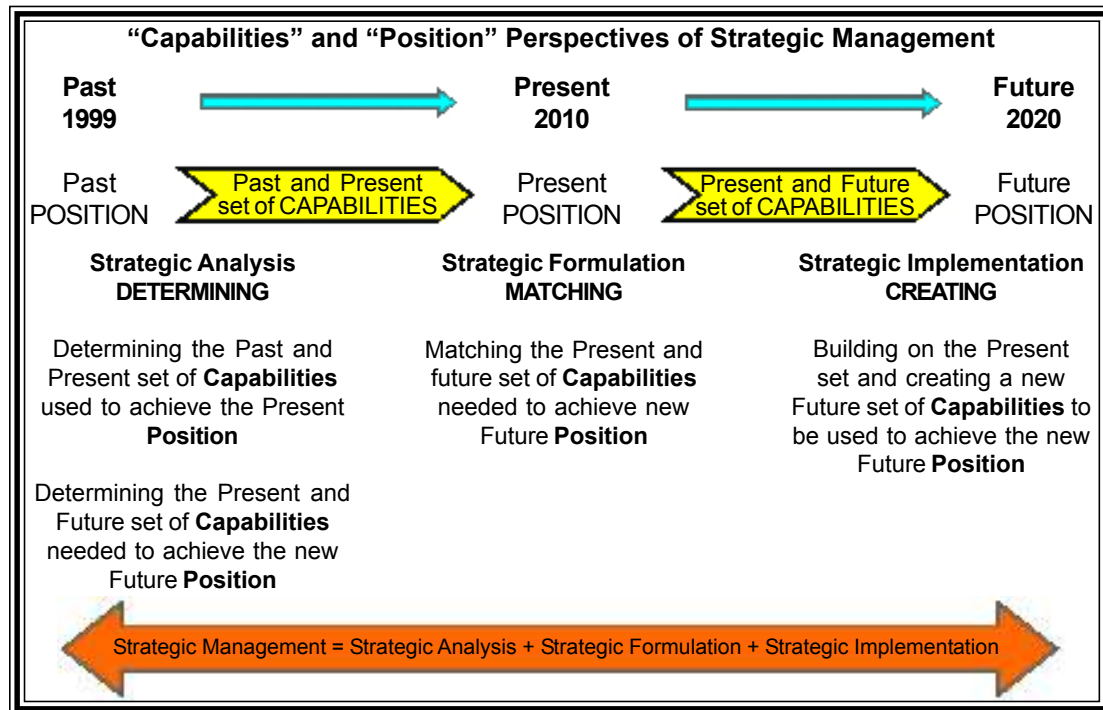 “Capabilities” and “Position” Perspectives of Strategic Management
Past
1999
Present
2010
Future
2020
Past
POSITION
Past and Present
set of CAPABILITIES
Present
POSITION
Present and Future
set of CAPABILITIES
Future
POSITION
Strategic Analysis
DETERMINING
Determining the Past and
Present set of Capabilities
used to achieve the Present
Position
Determining the Present and
Future set of Capabilities
needed to achieve the new
Future Position
Strategic Formulation
MATCHING
Matching the Present and
future set of Capabilities
needed to achieve new
Future Position
Strategic Implementation
CREATING
Building on the Present
set and creating a new
Future set of Capabilities to
be used to achieve the new
Future Position
Strategic Management = Strategic Analysis + Strategic Formulation + Strategic Implementation